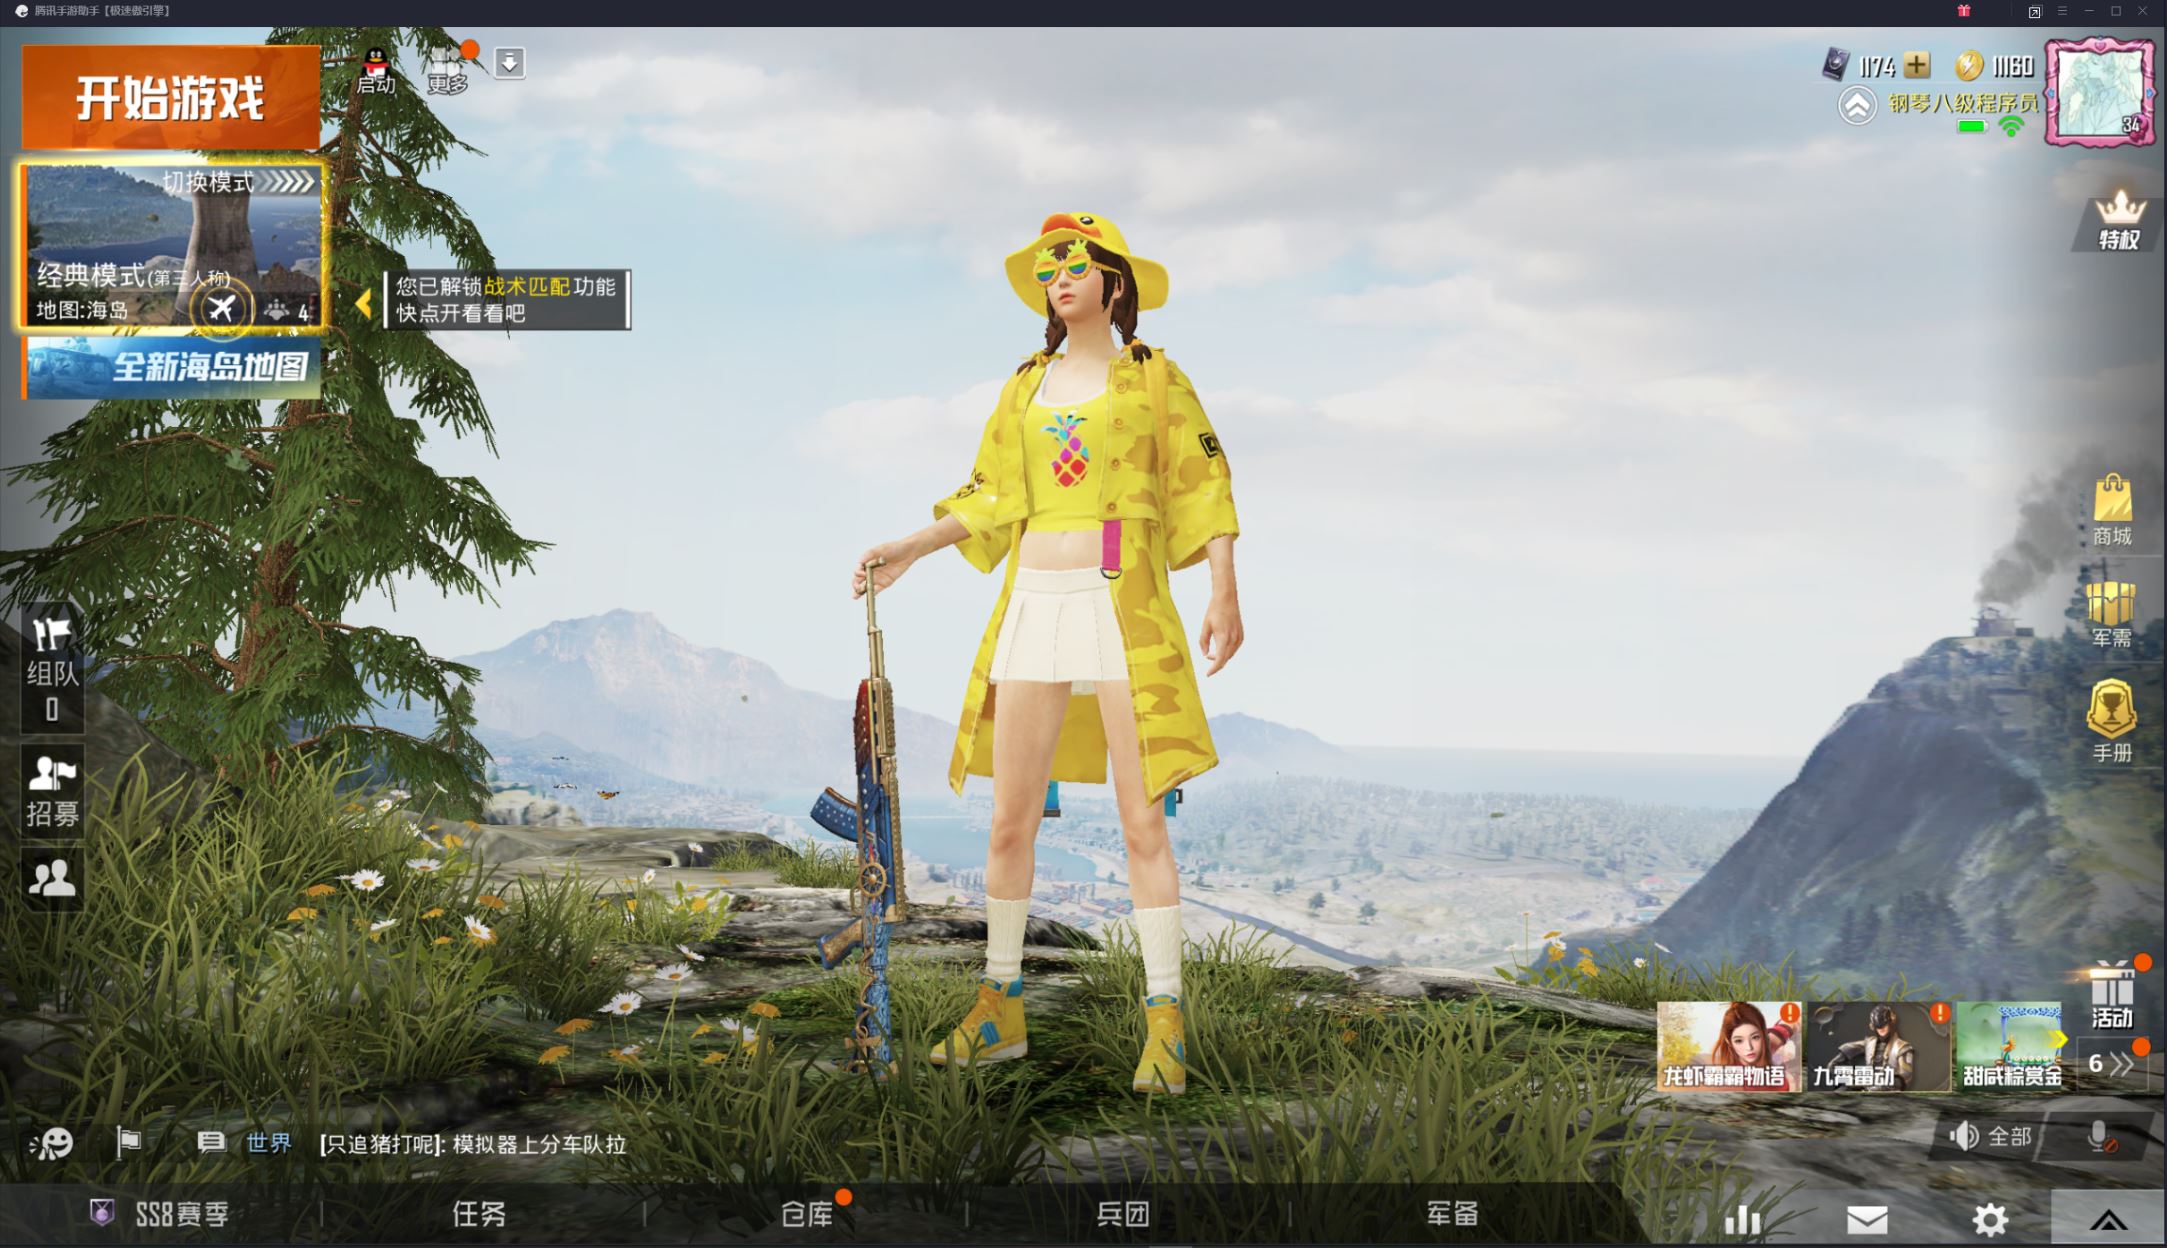 腾讯手游助手【极速傲引擎】
开始游戏
启动
更多
1174
11160
钢琴八级程序员
34
切换模式
经典模式(第三人称)
地图:海岛
4
您已解锁战术匹配功能
快点开看看吧
全新海岛地图
特权
商城
军需
手册
组队
0
招募
活动
龙虾霸霸物语
九霄雷动
甜咸粽赏金
6
世界
[只追猪打呢]: 模拟器上分车队拉
全部
SS8赛季
任务
仓库
兵团
军备